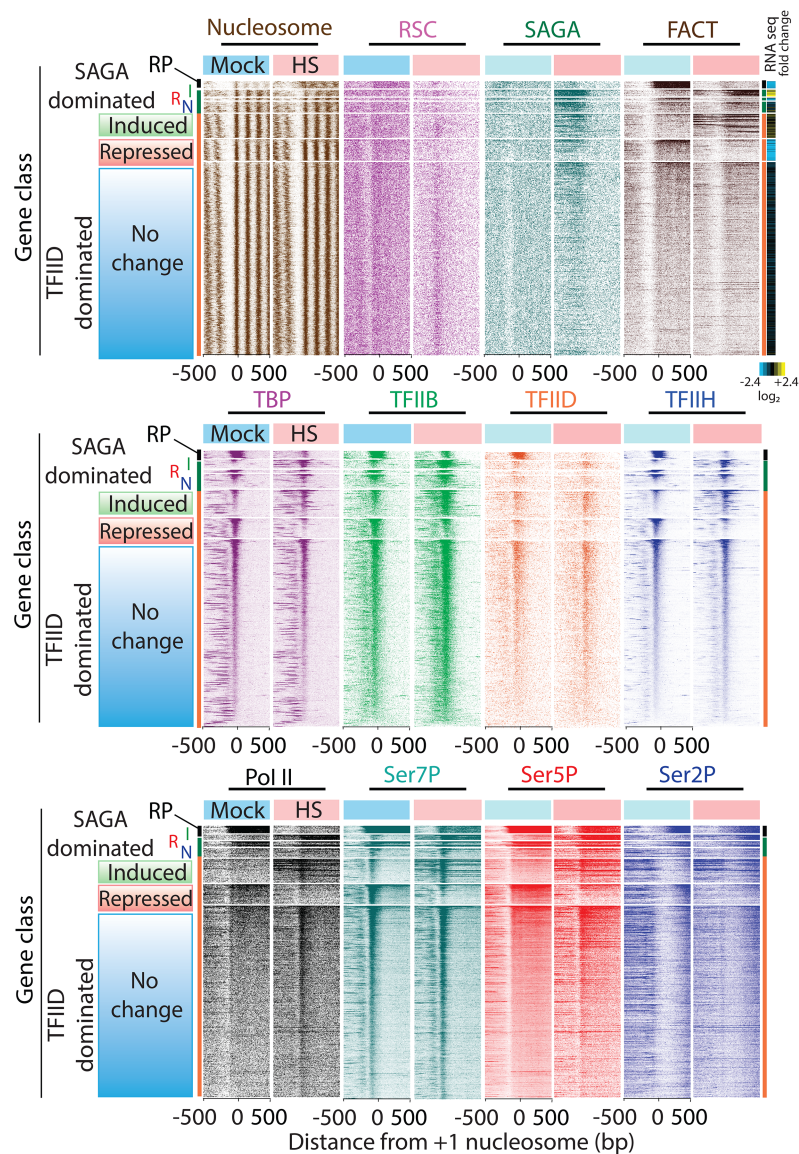 Nucleosome RSC SAGA FACT RNA seq fold change
SAGA dominated RP Mock HS
R I N
Induced
Repressed
No change
Gene class
TFIID dominated
-500 0 500 -500 0 500 -500 0 500 -500 0 500
-2.4 +2.4
log₂
TBP TFIIB TFIID TFIIH
SAGA dominated RP Mock HS
R I N
Induced
Repressed
No change
Gene class
TFIID dominated
-500 0 500 -500 0 500 -500 0 500 -500 0 500
Pol II Ser7P Ser5P Ser2P
SAGA dominated RP Mock HS
R I N
Induced
Repressed
No change
Gene class
TFIID dominated
-500 0 500 -500 0 500 -500 0 500 -500 0 500
Distance from +1 nucleosome (bp)